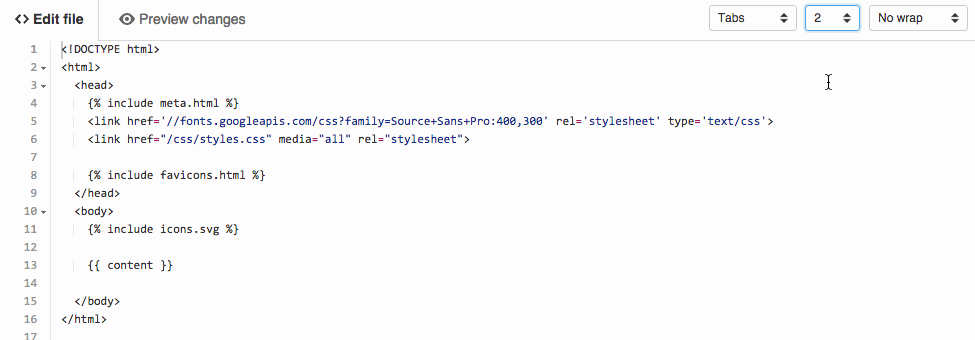 Edit file
Preview changes
Tabs
2
No wrap
1 <!DOCTYPE html>
2 <html>
3 <head>
4 {% include meta.html %}
5 <link href='//fonts.googleapis.com/css?family=Source+Sans+Pro:400,300' rel='stylesheet' type='text/css'>
6 <link href="/css/styles.css" media="all" rel="stylesheet">
7
8 {% include favicons.html %}
9 </head>
10 <body>
11 {% include icons.svg %}
12
13 {{ content }}
14
15 </body>
16 </html>
17